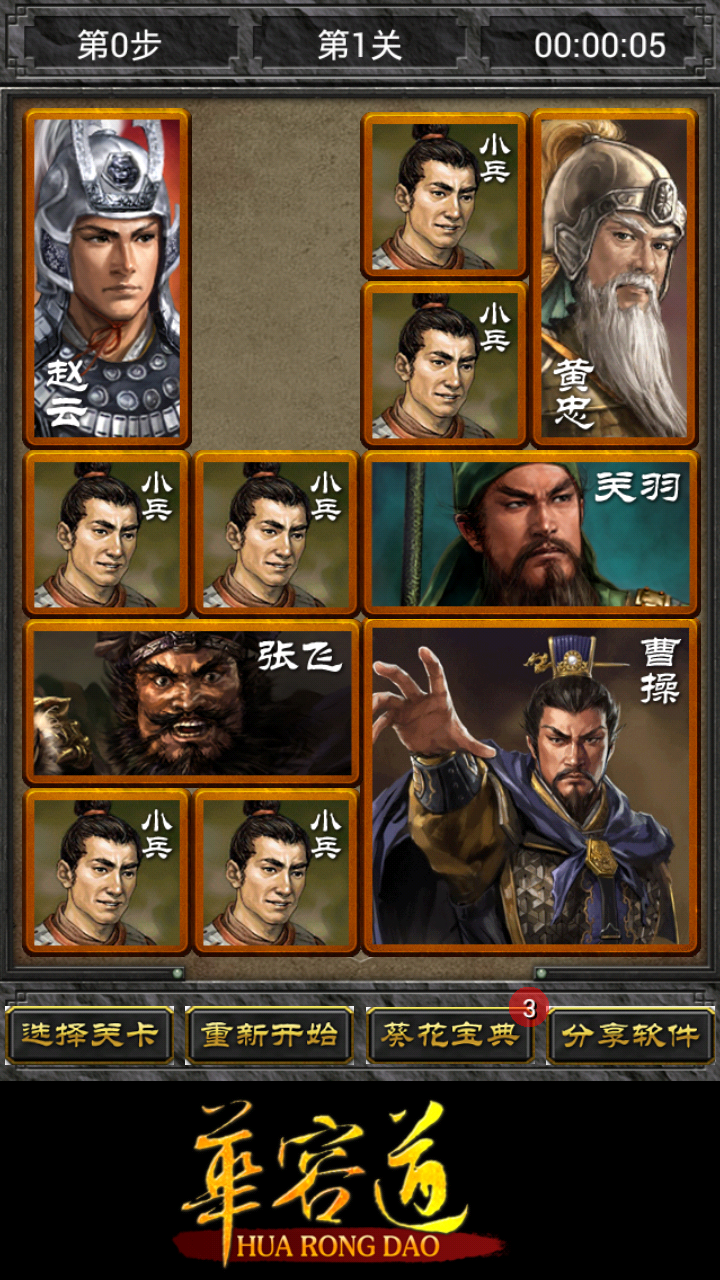 第0步 第1关 00:00:05
小兵
小兵
赵云
黄忠
小兵
小兵
关羽
张飞
曹操
小兵
小兵
3
选择关卡 重新开始 葵花宝典 分享软件
華容道
HUA RONG DAO